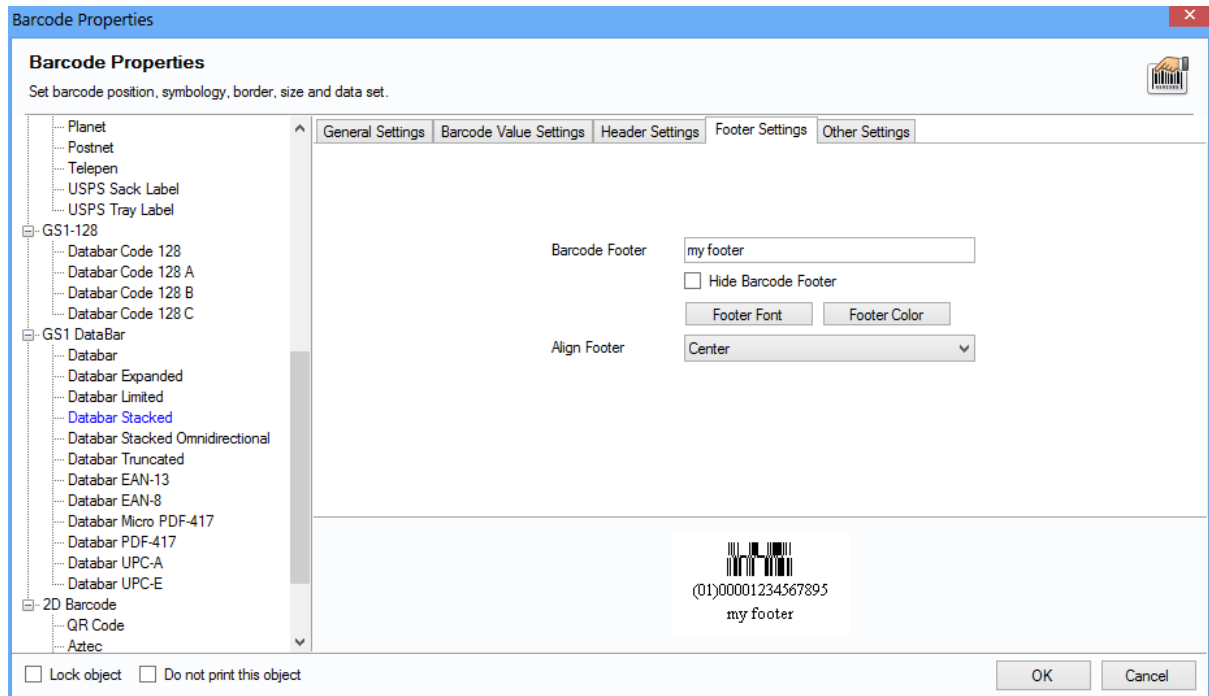 Barcode Properties
Barcode Properties
Set barcode position, symbology, border, size and data set.
Planet
Postnet
Telepen
USPS Sack Label
USPS Tray Label
GS1-128
Databar Code 128
Databar Code 128 A
Databar Code 128 B
Databar Code 128 C
GS1 DataBar
Databar
Databar Expanded
Databar Limited
Databar Stacked
Databar Stacked Omnidirectional
Databar Truncated
Databar EAN-13
Databar EAN-8
Databar Micro PDF-417
Databar PDF-417
Databar UPC-A
Databar UPC-E
2D Barcode
QR Code
Aztec
General Settings Barcode Value Settings Header Settings Footer Settings Other Settings
Barcode Footer my footer
Hide Barcode Footer
Footer Font Footer Color
Align Footer Center
(01)00001234567895
my footer
Lock object Do not print this object OK Cancel